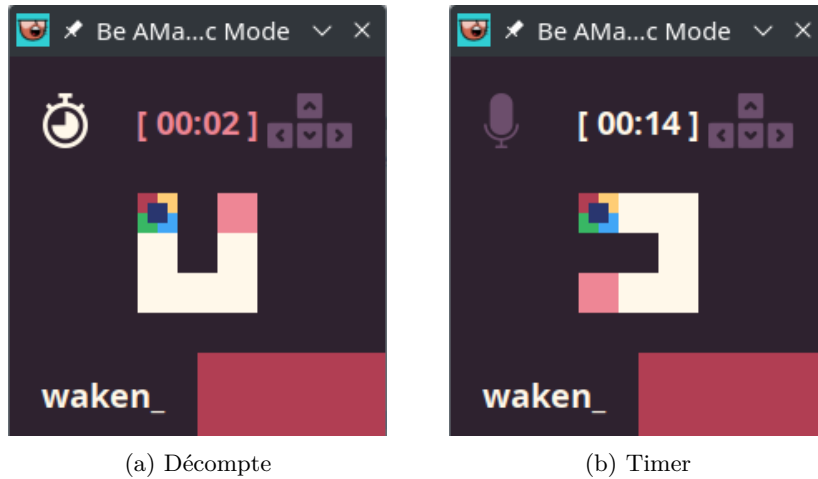 Be AMa...c Mode
[ 00:02 ]
waken_
(a) Décompte
Be AMa...c Mode
[ 00:14 ]
waken_
(b) Timer